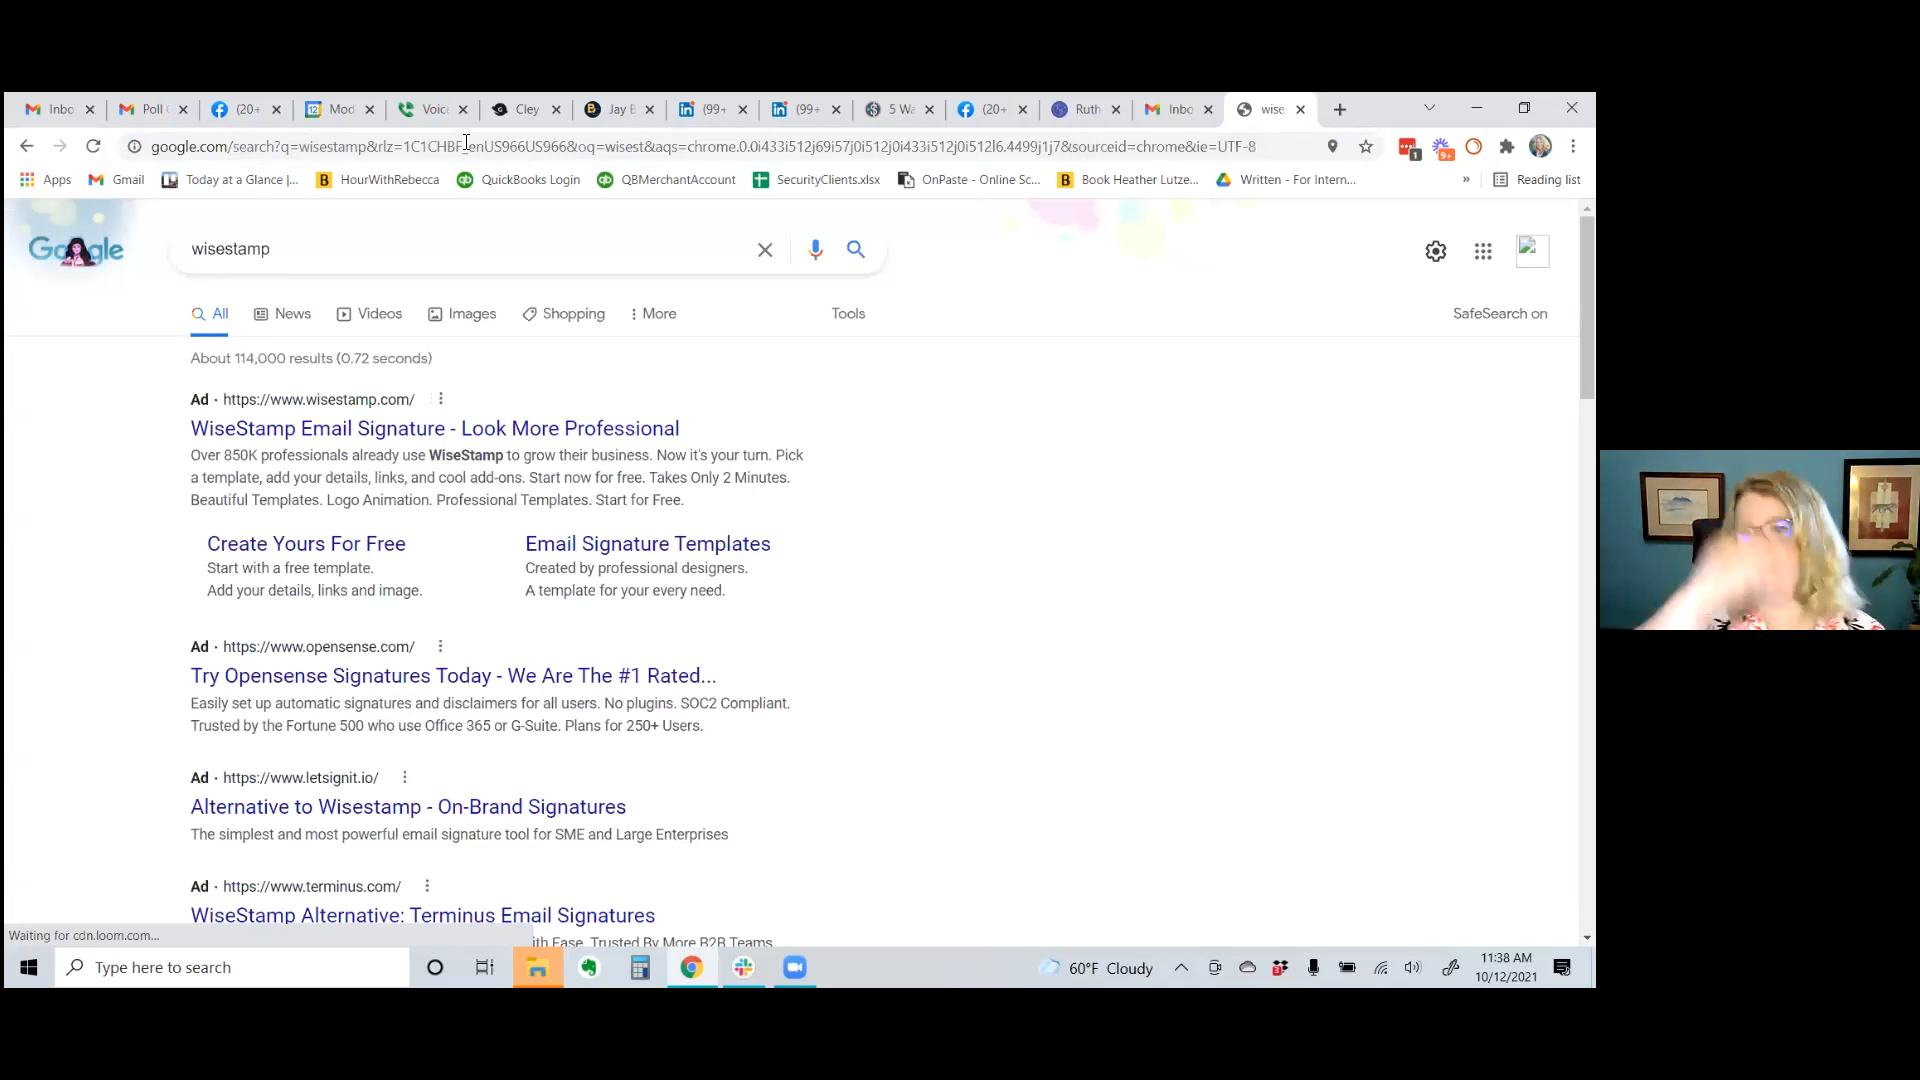 Inbo
Poll
(20+
Mod
Voic
Cley
Jay B
(99+
(99+
5 Wa
(20+
Ruth
Inbo
wise
google.com/search?q=wisestamp&rlz=1C1CHBF_enUS966US966&oq=wisest&aqs=chrome.0.0i433i512j69i57j0i512j0i433i512j0i512l6.4499j1j7&sourceid=chrome&ie=UTF-8
1
9+
Apps
Gmail
Today at a Glance |...
HourWithRebecca
QuickBooks Login
QBMerchantAccount
SecurityClients.xlsx
OnPaste - Online Sc...
Book Heather Lutze...
Written - For Intern...
»
Reading list
Google
wisestamp
All
News
Videos
Images
Shopping
More
Tools
SafeSearch on
About 114,000 results (0.72 seconds)
Ad · https://www.wisestamp.com/
WiseStamp Email Signature - Look More Professional
Over 850K professionals already use WiseStamp to grow their business. Now it's your turn. Pick
a template, add your details, links, and cool add-ons. Start now for free. Takes Only 2 Minutes.
Beautiful Templates. Logo Animation. Professional Templates. Start for Free.
Create Yours For Free
Start with a free template.
Add your details, links and image.
Email Signature Templates
Created by professional designers.
A template for your every need.
Ad · https://www.opensense.com/
Try Opensense Signatures Today - We Are The #1 Rated...
Easily set up automatic signatures and disclaimers for all users. No plugins. SOC2 Compliant.
Trusted by the Fortune 500 who use Office 365 or G-Suite. Plans for 250+ Users.
Ad · https://www.letsignit.io/
Alternative to Wisestamp - On-Brand Signatures
The simplest and most powerful email signature tool for SME and Large Enterprises
Ad · https://www.terminus.com/
WiseStamp Alternative: Terminus Email Signatures
ith Ease. Trusted By More B2B Teams
Waiting for cdn.loom.com...
Type here to search
60°F Cloudy
11:38 AM
10/12/2021